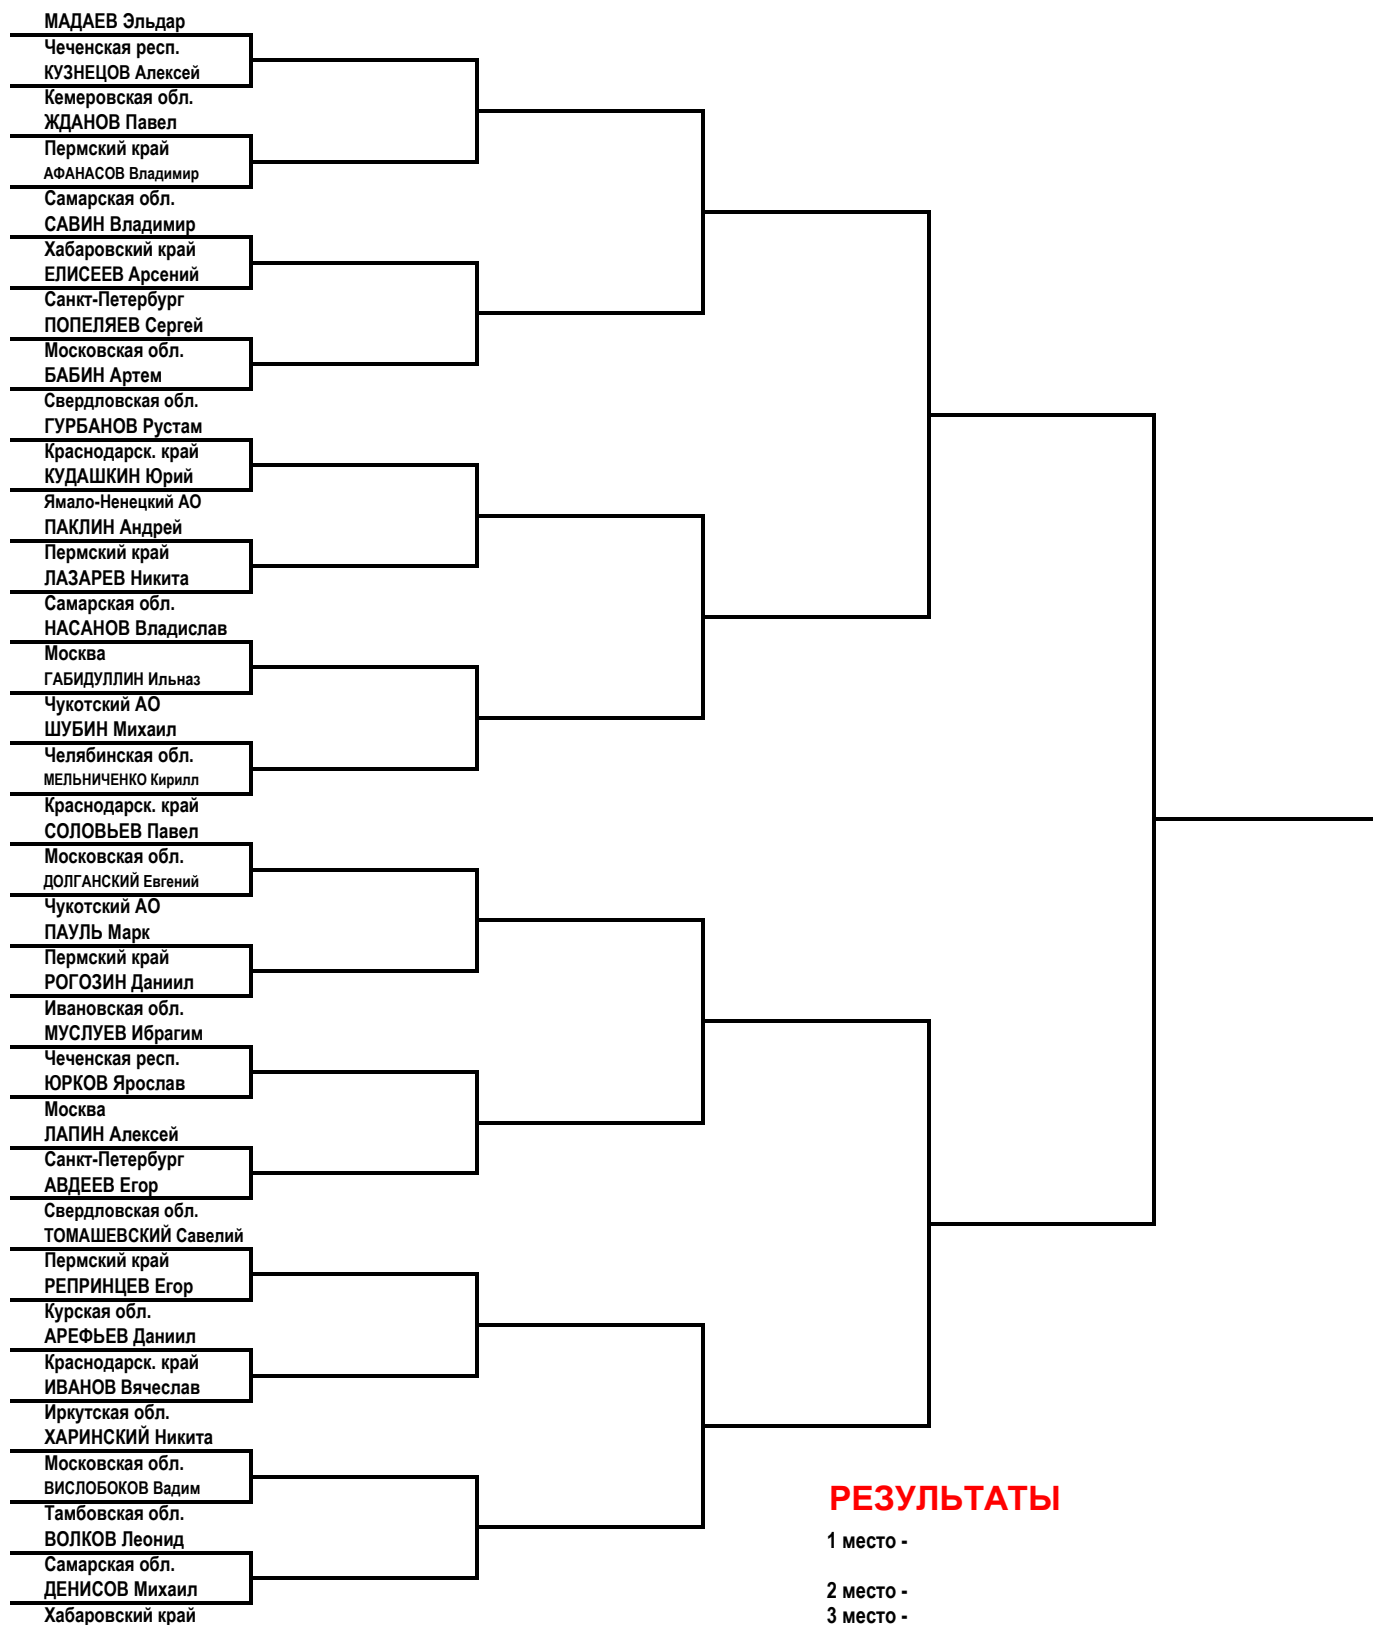 МАДАЕВ Эльдар
Чеченская респ.
КУЗНЕЦОВ Алексей
Кемеровская обл.
ЖДАНОВ Павел
Пермский край
АФАНАСОВ Владимир
Самарская обл.
САВИН Владимир
Хабаровский край
ЕЛИСЕЕВ Арсений
Санкт-Петербург
ПОПЕЛЯЕВ Сергей
Московская обл.
БАБИН Артем
Свердловская обл.
ГУРБАНОВ Рустам
Краснодарск. край
КУДАШКИН Юрий
Ямало-Ненецкий АО
ПАКЛИН Андрей
Пермский край
ЛАЗАРЕВ Никита
Самарская обл.
НАСАНОВ Владислав
Москва
ГАБИДУЛЛИН Ильназ
Чукотский АО
ШУБИН Михаил
Челябинская обл.
МЕЛЬНИЧЕНКО Кирилл
Краснодарск. край
СОЛОВЬЕВ Павел
Московская обл.
ДОЛГАНСКИЙ Евгений
Чукотский АО
ПАУЛЬ Марк
Пермский край
РОГОЗИН Даниил
Ивановская обл.
МУСЛУЕВ Ибрагим
Чеченская респ.
ЮРКОВ Ярослав
Москва
ЛАПИН Алексей
Санкт-Петербург
АВДЕЕВ Егор
Свердловская обл.
ТОМАШЕВСКИЙ Савелий
Пермский край
РЕПРИНЦЕВ Егор
Курская обл.
АРЕФЬЕВ Даниил
Краснодарск. край
ИВАНОВ Вячеслав
Иркутская обл.
ХАРИНСКИЙ Никита
Московская обл.
ВИСЛОБОКОВ Вадим
Тамбовская обл.
ВОЛКОВ Леонид
Самарская обл.
ДЕНИСОВ Михаил
Хабаровский край
РЕЗУЛЬТАТЫ
1 место -
2 место -
3 место -